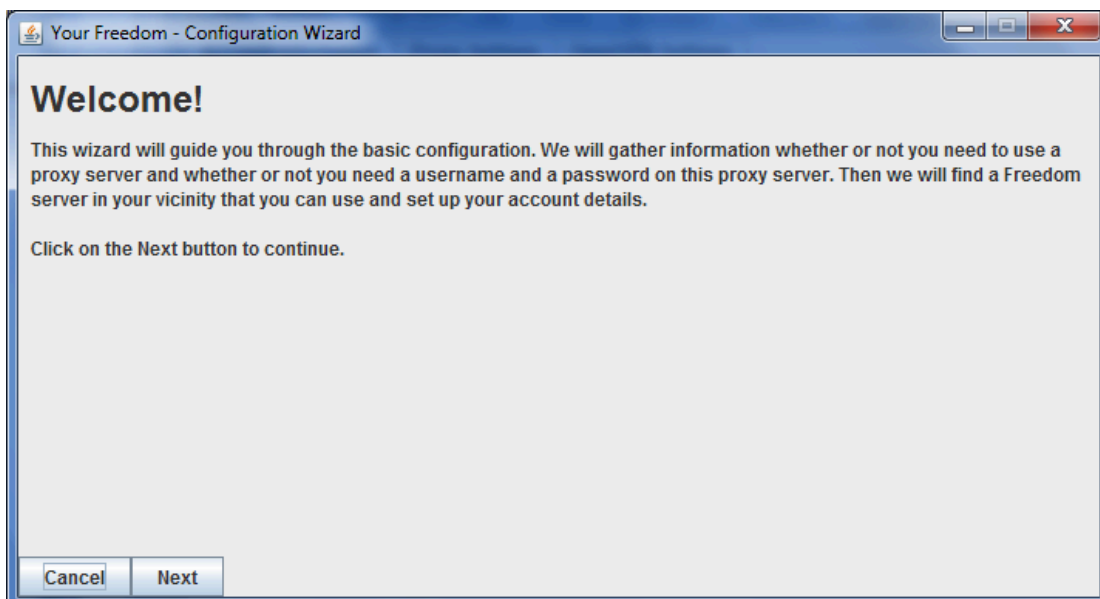 Your Freedom - Configuration Wizard
Welcome!
This wizard will guide you through the basic configuration. We will gather information whether or not you need to use a
proxy server and whether or not you need a username and a password on this proxy server. Then we will find a Freedom
server in your vicinity that you can use and set up your account details.
Click on the Next button to continue.
Cancel Next